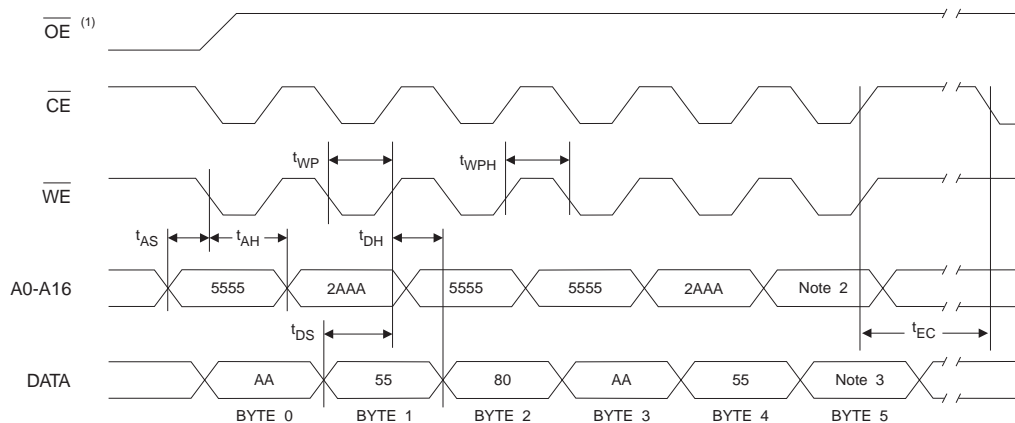 OE (1)
CE
tWP
tWPH
WE
tAS
tAH
tDH
A0-A16
5555
2AAA
5555
5555
2AAA
Note 2
tDS
tEC
DATA
AA
55
80
AA
55
Note 3
BYTE 0
BYTE 1
BYTE 2
BYTE 3
BYTE 4
BYTE 5